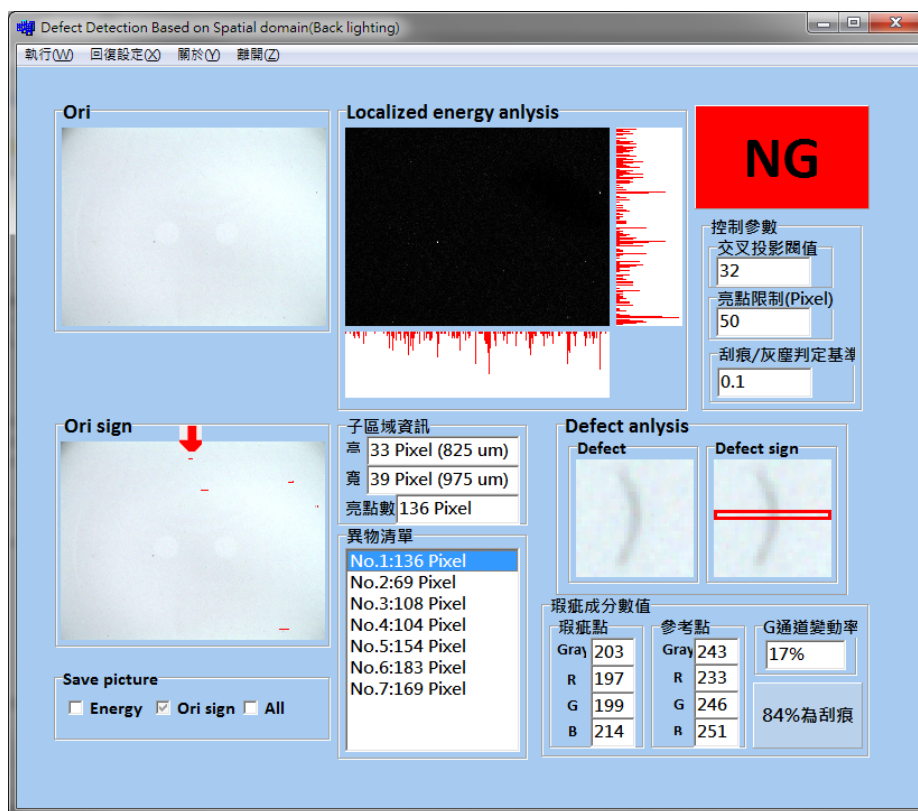 Defect Detection Based on Spatial domain(Back lighting)
執行(W) 回復設定(X) 關於(Y) 離開(Z)
Ori
Localized energy anlysis
NG
控制參數
交叉投影閥值
32
亮點限制(Pixel)
50
刮痕/灰塵判定基準
0.1
Ori sign
子區域資訊
高 33 Pixel (825 um)
寬 39 Pixel (975 um)
亮點數 136 Pixel
異物清單
No.1:136 Pixel
No.2:69 Pixel
No.3:108 Pixel
No.4:104 Pixel
No.5:154 Pixel
No.6:183 Pixel
No.7:169 Pixel
Defect anlysis
Defect
Defect sign
瑕疵成分數值
瑕疵點
Gray 203
R 197
G 199
B 214
參考點
Gray 243
R 233
G 246
B 251
G通道變動率
17%
84%為刮痕
Save picture
Energy Ori sign All